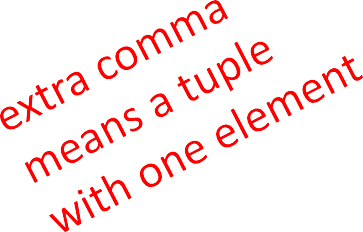 extra comma
means a tuple
with one element